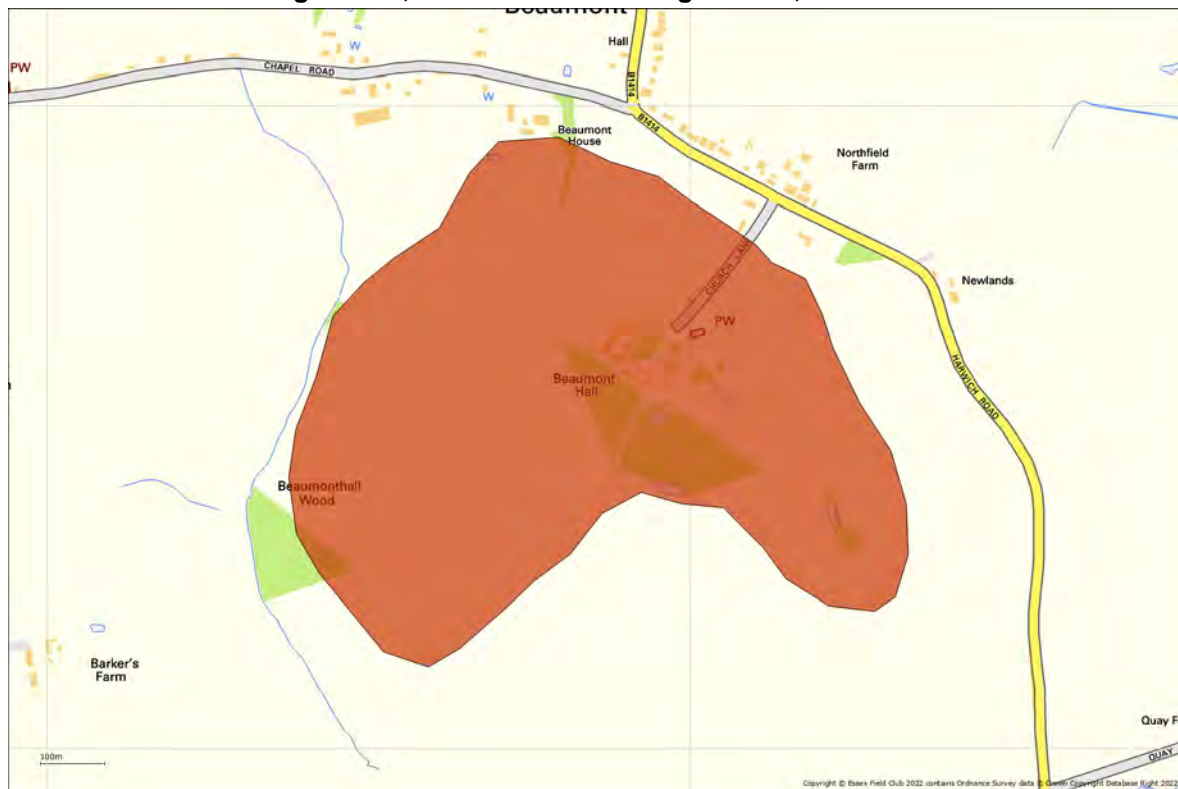 Beaumont
Hall
PW
W
CHAPEL ROAD
B1414
W
Beaumont
House
B1414
Northfield
Farm
CHURCH LANE
Newlands
PW
HARWICH ROAD
Beaumont
Hall
Beaumonthall
Wood
Barker's
Farm
Quay F
QUAY
100m
Copyright © Essex Field Club 2022 contains Ordnance Survey data © Crown Copyright Database Right 2022